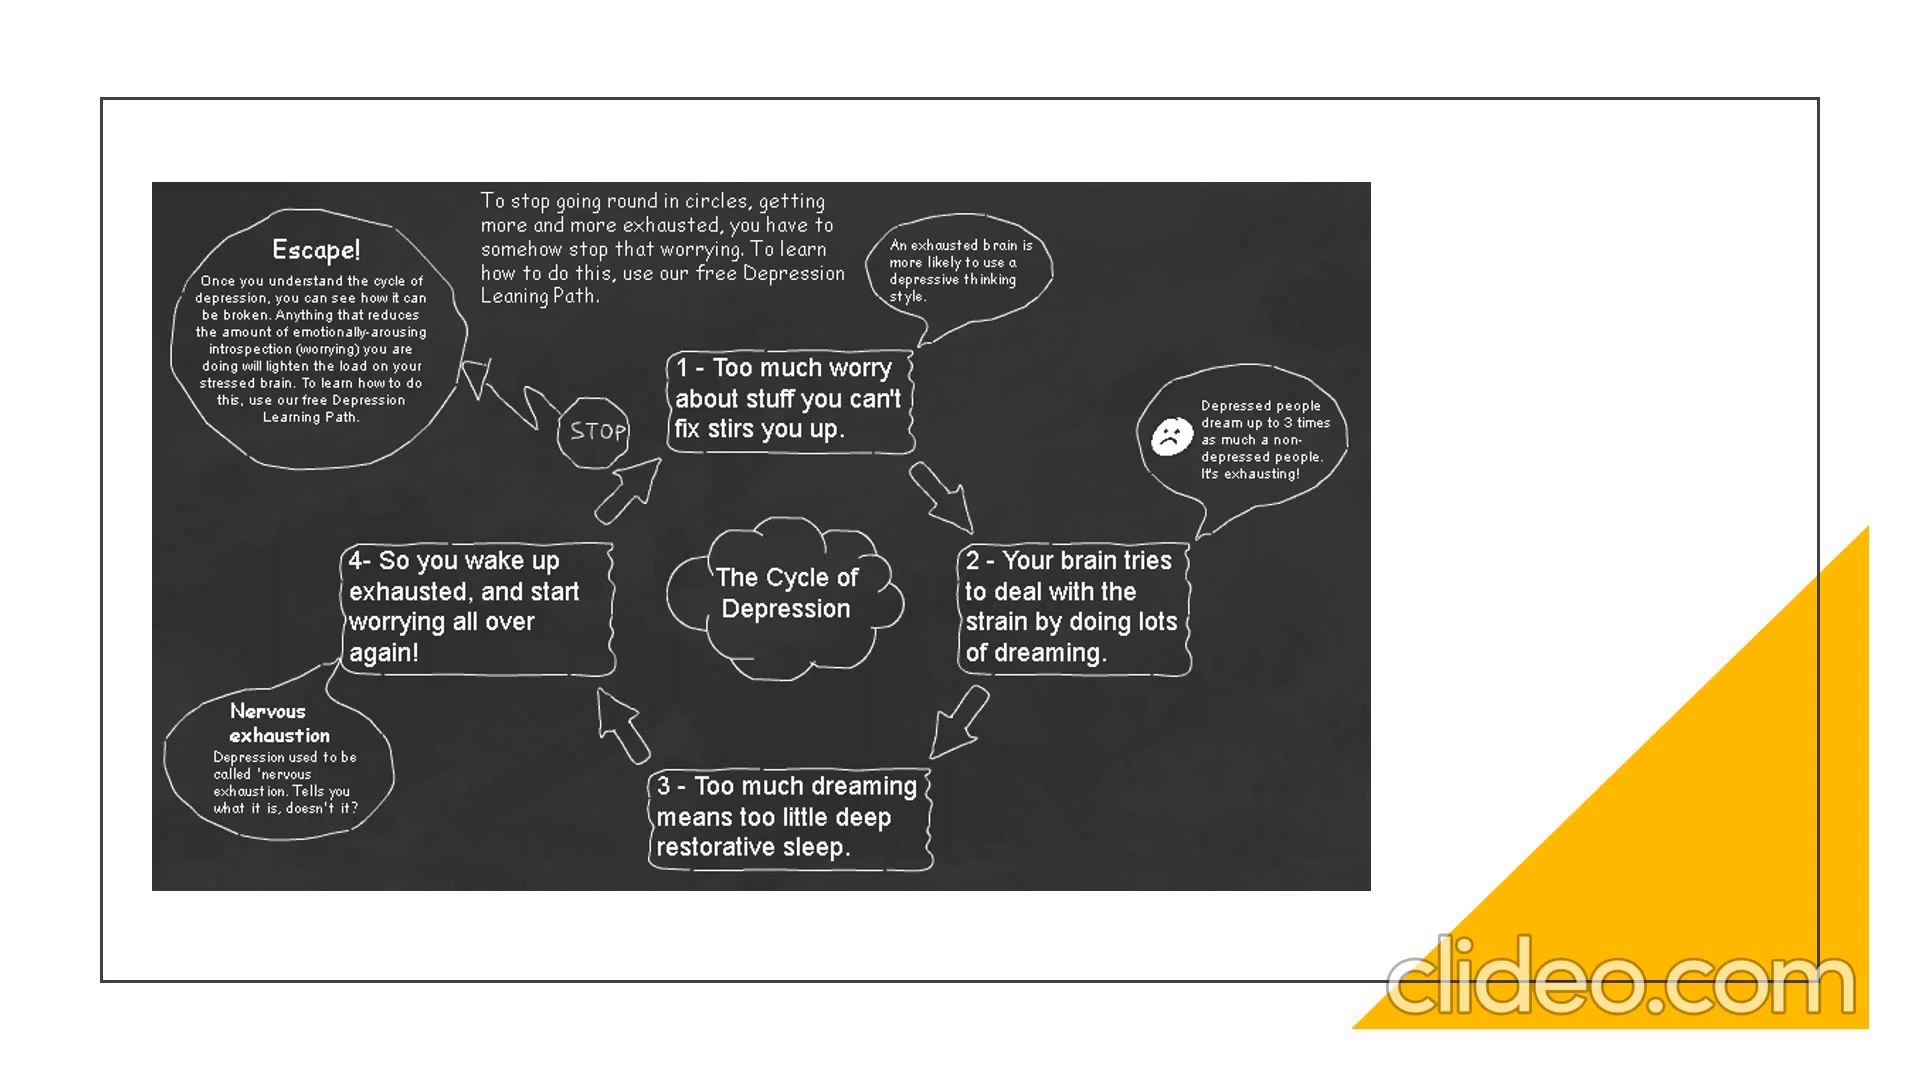 To stop going round in circles, getting
more and more exhausted, you have to
somehow stop that worrying. To learn
how to do this, use our free Depression
Leaning Path.
Escape!
Once you understand the cycle of
depression, you can see how it can
be broken. Anything that reduces
the amount of emotionally-arousing
introspection (worrying) you are
doing will lighten the load on your
stressed brain. To learn how to do
this, use our free Depression
Learning Path.
STOP
An exhausted brain is
more likely to use a
depressive thinking
style.
1 - Too much worry
about stuff you can't
fix stirs you up.
Depressed people
dream up to 3 times
as much a non-
depressed people.
It's exhausting!
The Cycle of
Depression
2 - Your brain tries
to deal with the
strain by doing lots
of dreaming.
3 - Too much dreaming
means too little deep
restorative sleep.
4- So you wake up
exhausted, and start
worrying all over
again!
Nervous
exhaustion
Depression used to be
called 'nervous
exhaustion. Tells you
what it is, doesn't it?
clideo.com